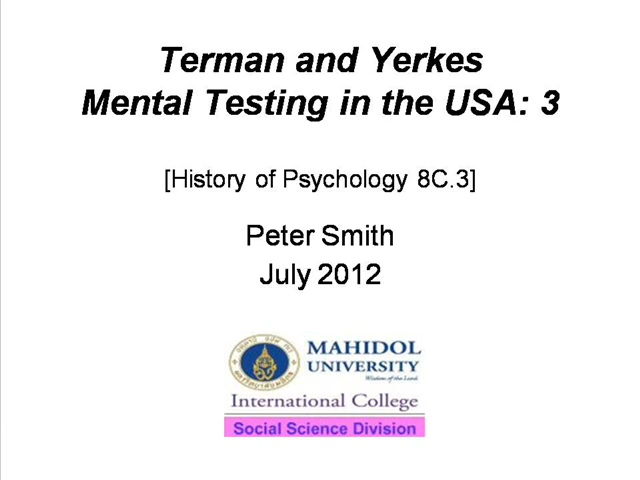 Terman and Yerkes
Mental Testing in the USA: 3
[History of Psychology 8C.3]
Peter Smith
July 2012
MAHIDOL
UNIVERSITY
Wisdom of the Land
International College
Social Science Division